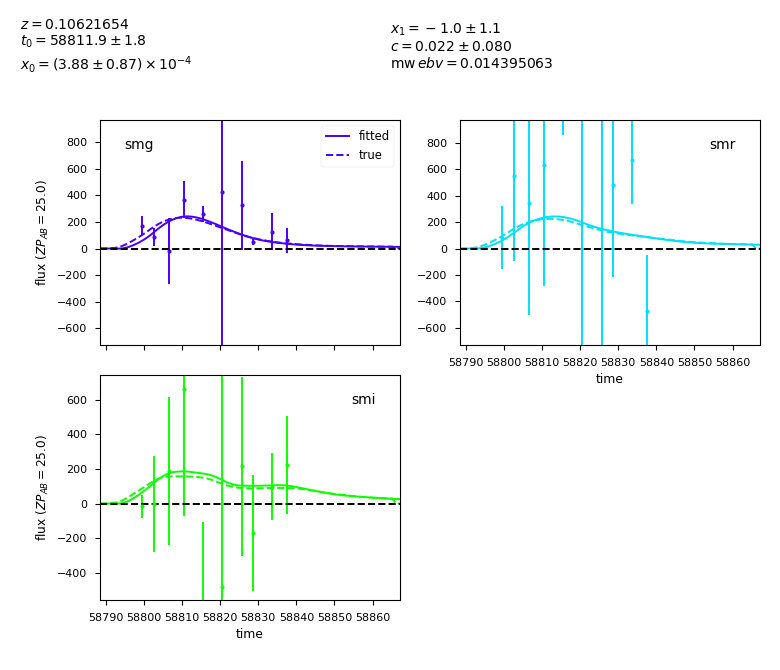 z = 0.10621654
t₀ = 58811.9 ± 1.8
x₀ = (3.88 ± 0.87) × 10⁻⁴
x₁ = −1.0 ± 1.1
c = 0.022 ± 0.080
mw ebv = 0.014395063
smg
fitted
true
800
600
400
200
0
−200
−400
−600
flux (ZP_AB = 25.0)
smr
800
600
400
200
0
−200
−400
−600
58790 58800 58810 58820 58830 58840 58850 58860
time
smi
600
400
200
0
−200
−400
flux (ZP_AB = 25.0)
58790 58800 58810 58820 58830 58840 58850 58860
time